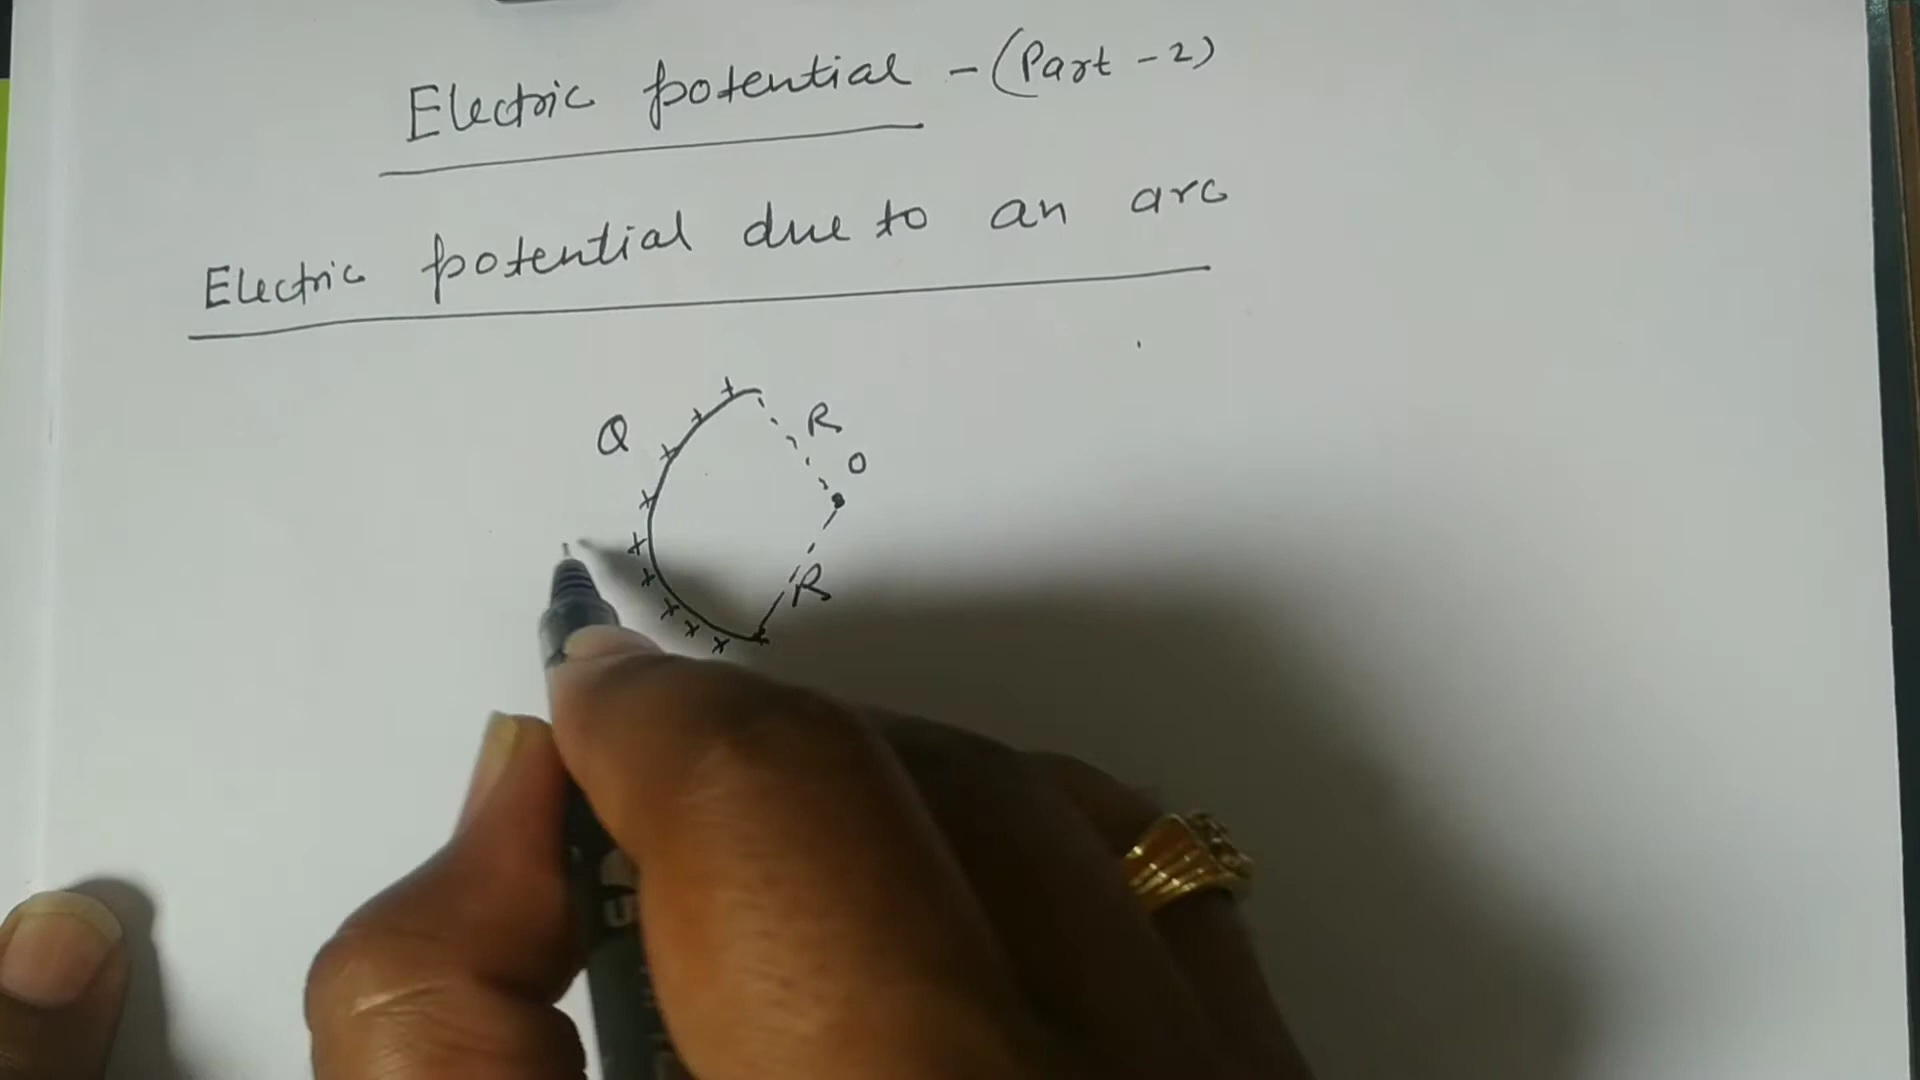 Electric potential - (Part - 2)
Electric potential due to an arc
Q
R
O
R